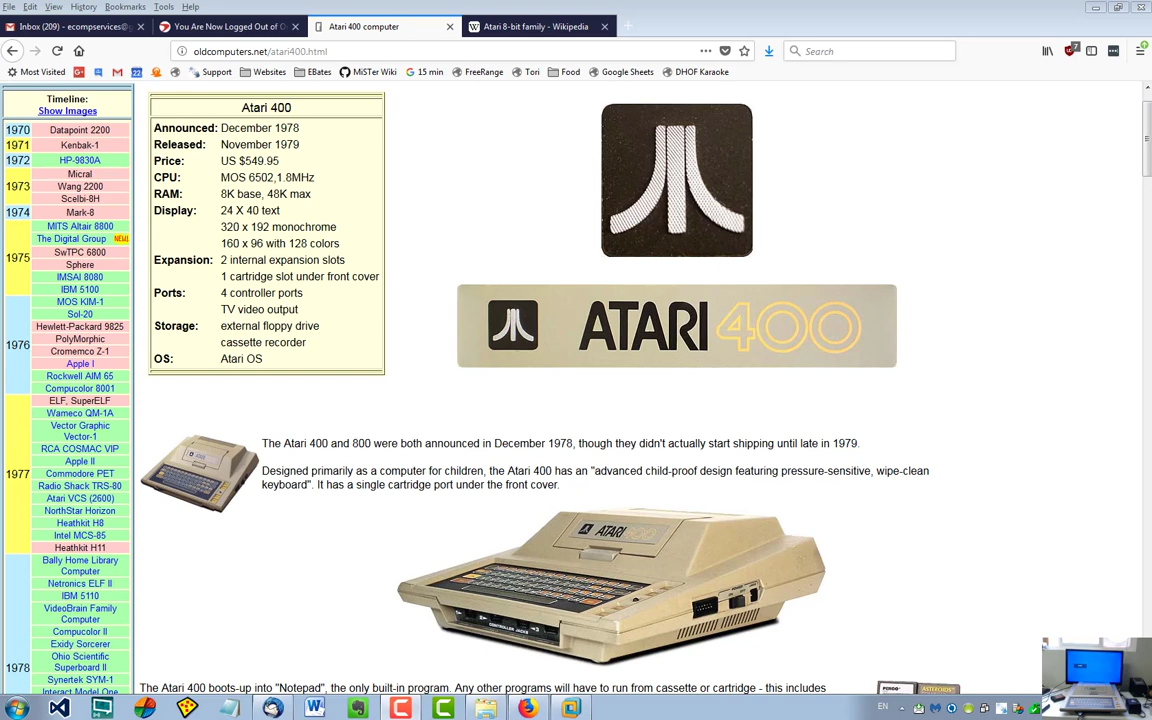 File Edit View History Bookmarks Tools Help
Inbox (209) - ecompservices@g
You Are Now Logged Out of O
Atari 400 computer
Atari 8-bit family - Wikipedia
oldcomputers.net/atari400.html
Search
7
Most Visited
22
Support
Websites
EBates
MiSTer Wiki
15 min
FreeRange
Tori
Food
Google Sheets
DHOF Karaoke
Timeline:
Show Images
1970 Datapoint 2200
1971 Kenbak-1
1972 HP-9830A
1973
Micral
Wang 2200
Scelbi-8H
1974 Mark-8
1975
MITS Altair 8800
The Digital Group NEW!
SwTPC 6800
Sphere
IMSAI 8080
IBM 5100
1976
MOS KIM-1
Sol-20
Hewlett-Packard 9825
PolyMorphic
Cromemco Z-1
Apple I
Rockwell AIM 65
Compucolor 8001
1977
ELF, SuperELF
Wameco QM-1A
Vector Graphic
Vector-1
RCA COSMAC VIP
Apple II
Commodore PET
Radio Shack TRS-80
Atari VCS (2600)
NorthStar Horizon
Heathkit H8
Intel MCS-85
Heathkit H11
1978
Bally Home Library
Computer
Netronics ELF II
IBM 5110
VideoBrain Family
Computer
Compucolor II
Exidy Sorcerer
Ohio Scientific
Superboard II
Synertek SYM-1
Interact Model One
Atari 400
Announced: December 1978
Released: November 1979
Price: US $549.95
CPU: MOS 6502,1.8MHz
RAM: 8K base, 48K max
Display: 24 X 40 text
320 x 192 monochrome
160 x 96 with 128 colors
Expansion: 2 internal expansion slots
1 cartridge slot under front cover
Ports: 4 controller ports
TV video output
Storage: external floppy drive
cassette recorder
OS: Atari OS
ATARI 400
The Atari 400 and 800 were both announced in December 1978, though they didn't actually start shipping until late in 1979.
Designed primarily as a computer for children, the Atari 400 has an "advanced child-proof design featuring pressure-sensitive, wipe-clean
keyboard". It has a single cartridge port under the front cover.
ATARI 400
CONTROLLER JACKS
The Atari 400 boots-up into "Notepad", the only built-in program. Any other programs will have to run from cassette or cartridge - this includes
ASTEROIDS
EN